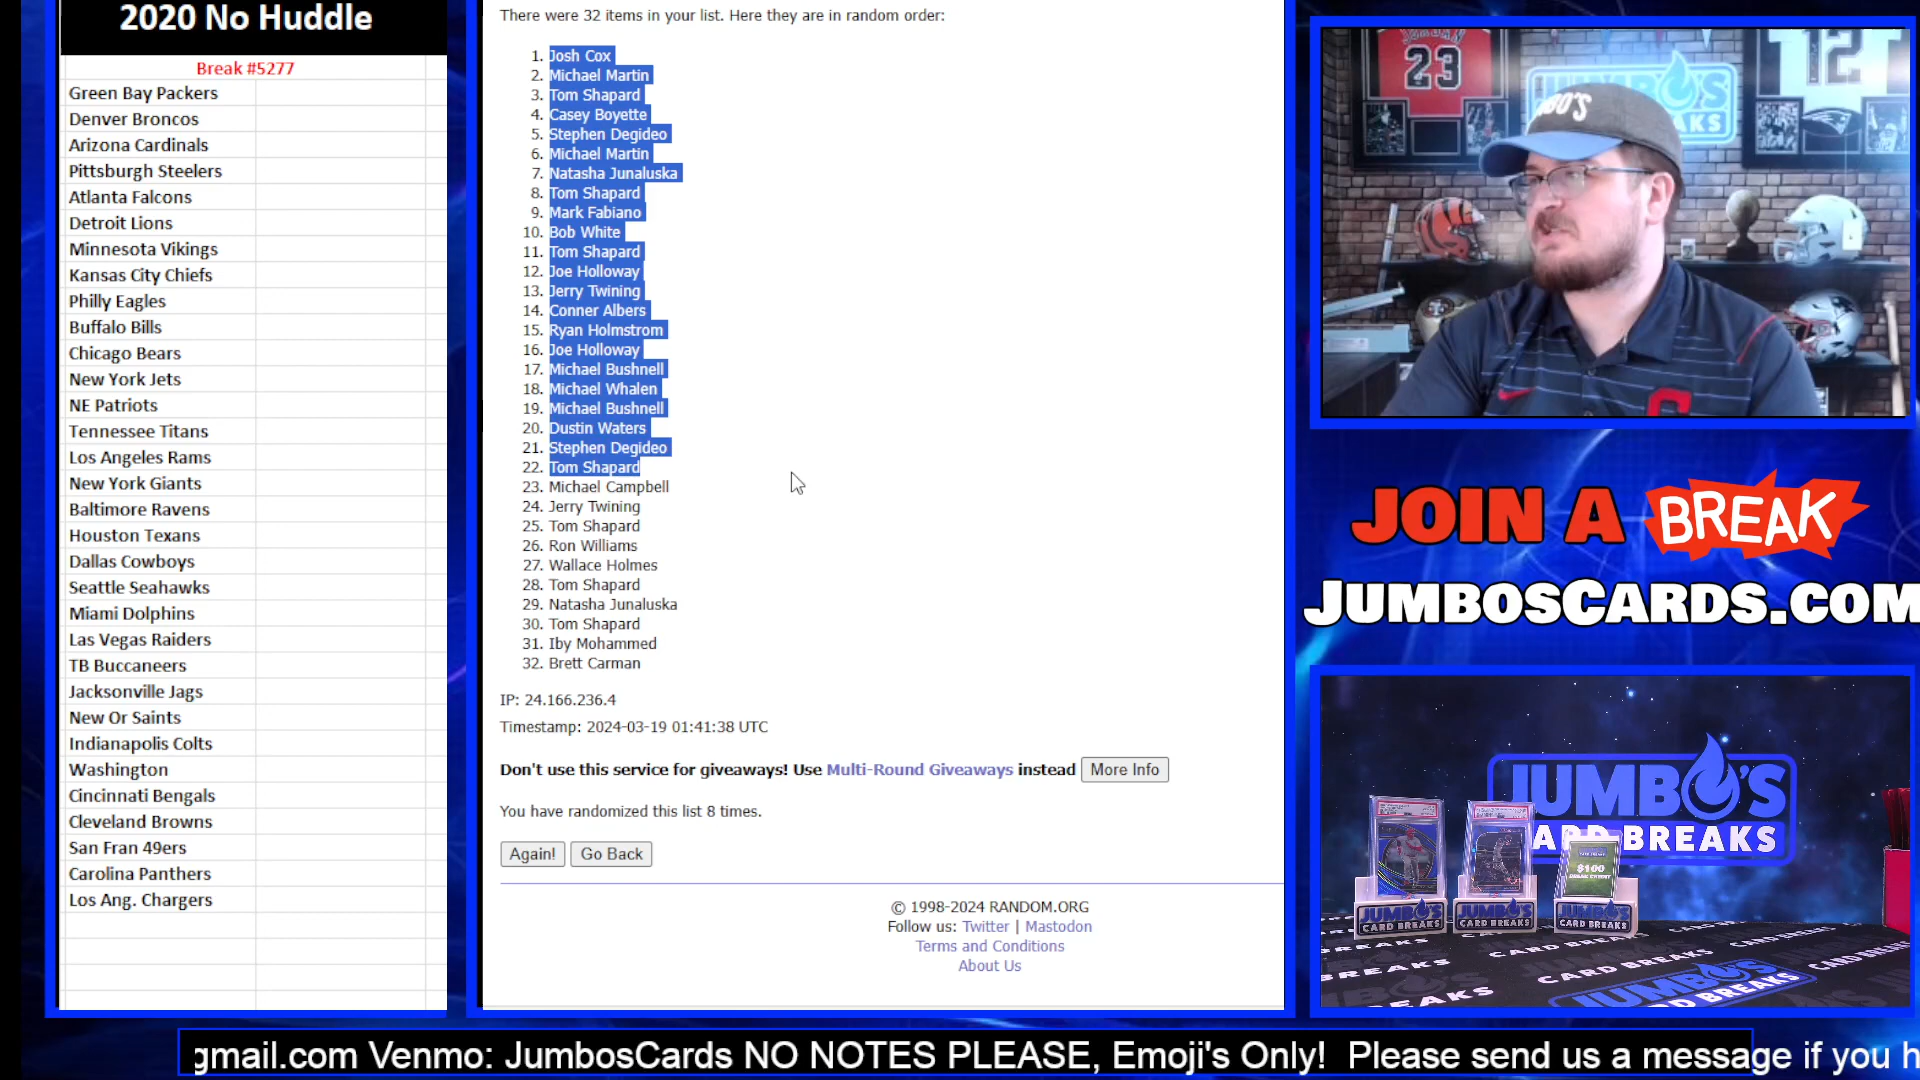 2020 No Huddle
Break #5277
Green Bay Packers
Denver Broncos
Arizona Cardinals
Pittsburgh Steelers
Atlanta Falcons
Detroit Lions
Minnesota Vikings
Kansas City Chiefs
Philly Eagles
Buffalo Bills
Chicago Bears
New York Jets
NE Patriots
Tennessee Titans
Los Angeles Rams
New York Giants
Baltimore Ravens
Houston Texans
Dallas Cowboys
Seattle Seahawks
Miami Dolphins
Las Vegas Raiders
TB Buccaneers
Jacksonville Jags
New Or Saints
Indianapolis Colts
Washington
Cincinnati Bengals
Cleveland Browns
San Fran 49ers
Carolina Panthers
Los Ang. Chargers
There were 32 items in your list. Here they are in random order:
1. Josh Cox
2. Michael Martin
3. Tom Shapard
4. Casey Boyette
5. Stephen Degideo
6. Michael Martin
7. Natasha Junaluska
8. Tom Shapard
9. Mark Fabiano
10. Bob White
11. Tom Shapard
12. Joe Holloway
13. Jerry Twining
14. Conner Albers
15. Ryan Holmstrom
16. Joe Holloway
17. Michael Bushnell
18. Michael Whalen
19. Michael Bushnell
20. Dustin Waters
21. Stephen Degideo
22. Tom Shapard
23. Michael Campbell
24. Jerry Twining
25. Tom Shapard
26. Ron Williams
27. Wallace Holmes
28. Tom Shapard
29. Natasha Junaluska
30. Tom Shapard
31. Iby Mohammed
32. Brett Carman
IP: 24.166.236.4
Timestamp: 2024-03-19 01:41:38 UTC
Don't use this service for giveaways! Use Multi-Round Giveaways instead More Info
You have randomized this list 8 times.
Again! Go Back
© 1998-2024 RANDOM.ORG
Follow us: Twitter | Mastodon
Terms and Conditions
About Us
23
12
JOIN A BREAK
JUMBOSCARDS.COM
JUMBO'S
CARD BREAKS
$100
JUMBO'S
CARD BREAKS
JUMBO'S
CARD BREAKS
JUMBO'S
CARD BREAKS
gmail.com Venmo: JumbosCards NO NOTES PLEASE, Emoji's Only! Please send us a message if you h